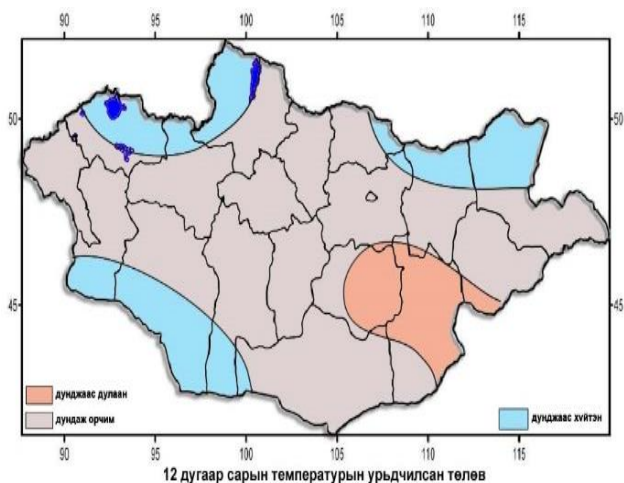 90 95 100 105 110 115
50 50
45 45
дунджаас дулаан
дундаж орчим
дунджаас хүйтэн
90 95 100 105 110 115
12 дугаар сарын температурын урьдчилсан төлөв